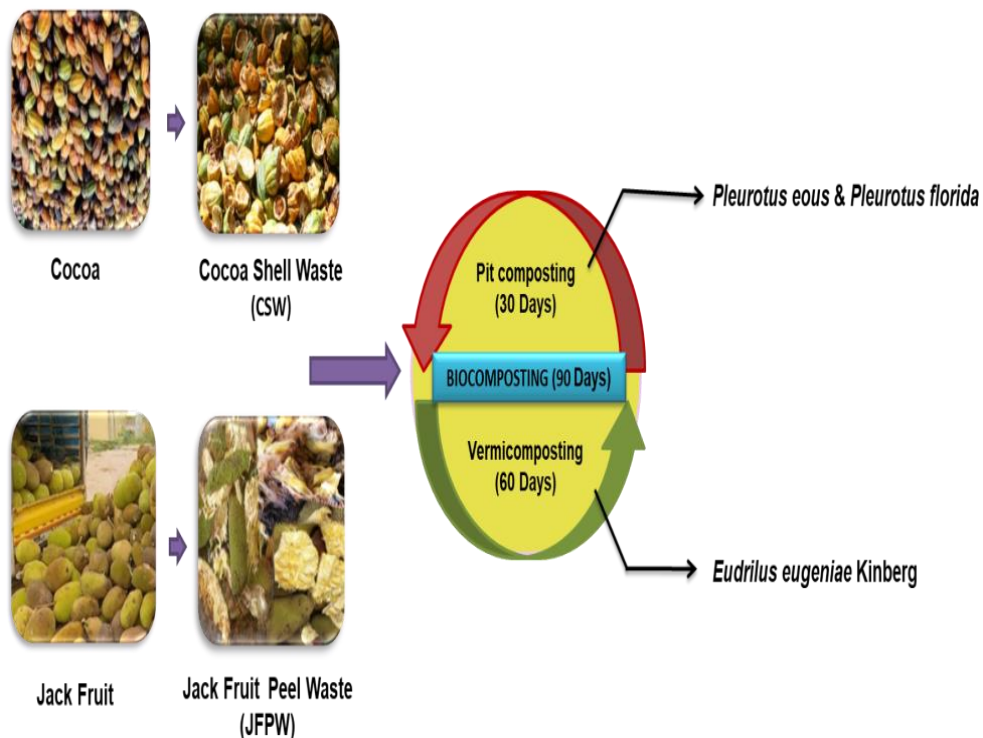 Cocoa
Cocoa Shell Waste
(CSW)
Pleurotus eous & Pleurotus florida
Pit composting
(30 Days)
BIOCOMPOSTING (90 Days)
Vermicomposting
(60 Days)
Eudrilus eugeniae Kinberg
Jack Fruit
Jack Fruit Peel Waste
(JFPW)